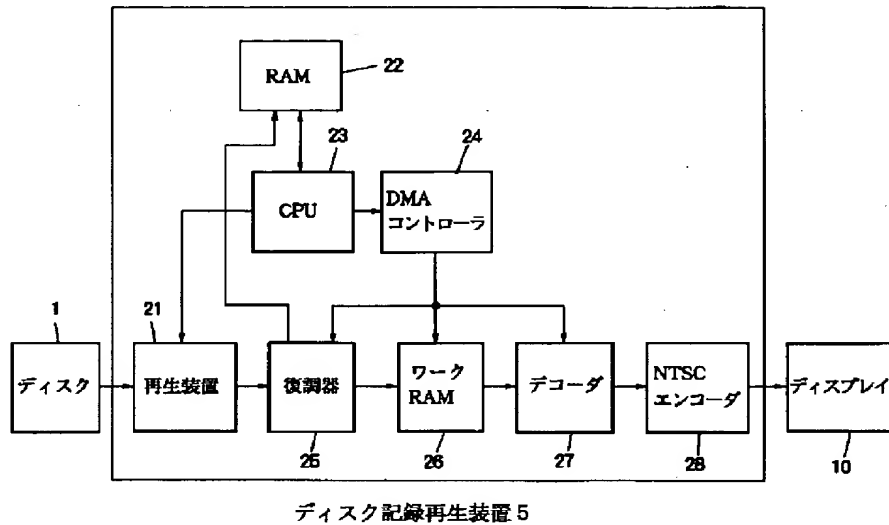 RAM
22
23
24
CPU
DMA
コントローラ
1
21
ディスク
再生装置
復調器
ワーク
RAM
デコーダ
NTSC
エンコーダ
ディスプレイ
25
26
27
28
10
ディスク記録再生装置5